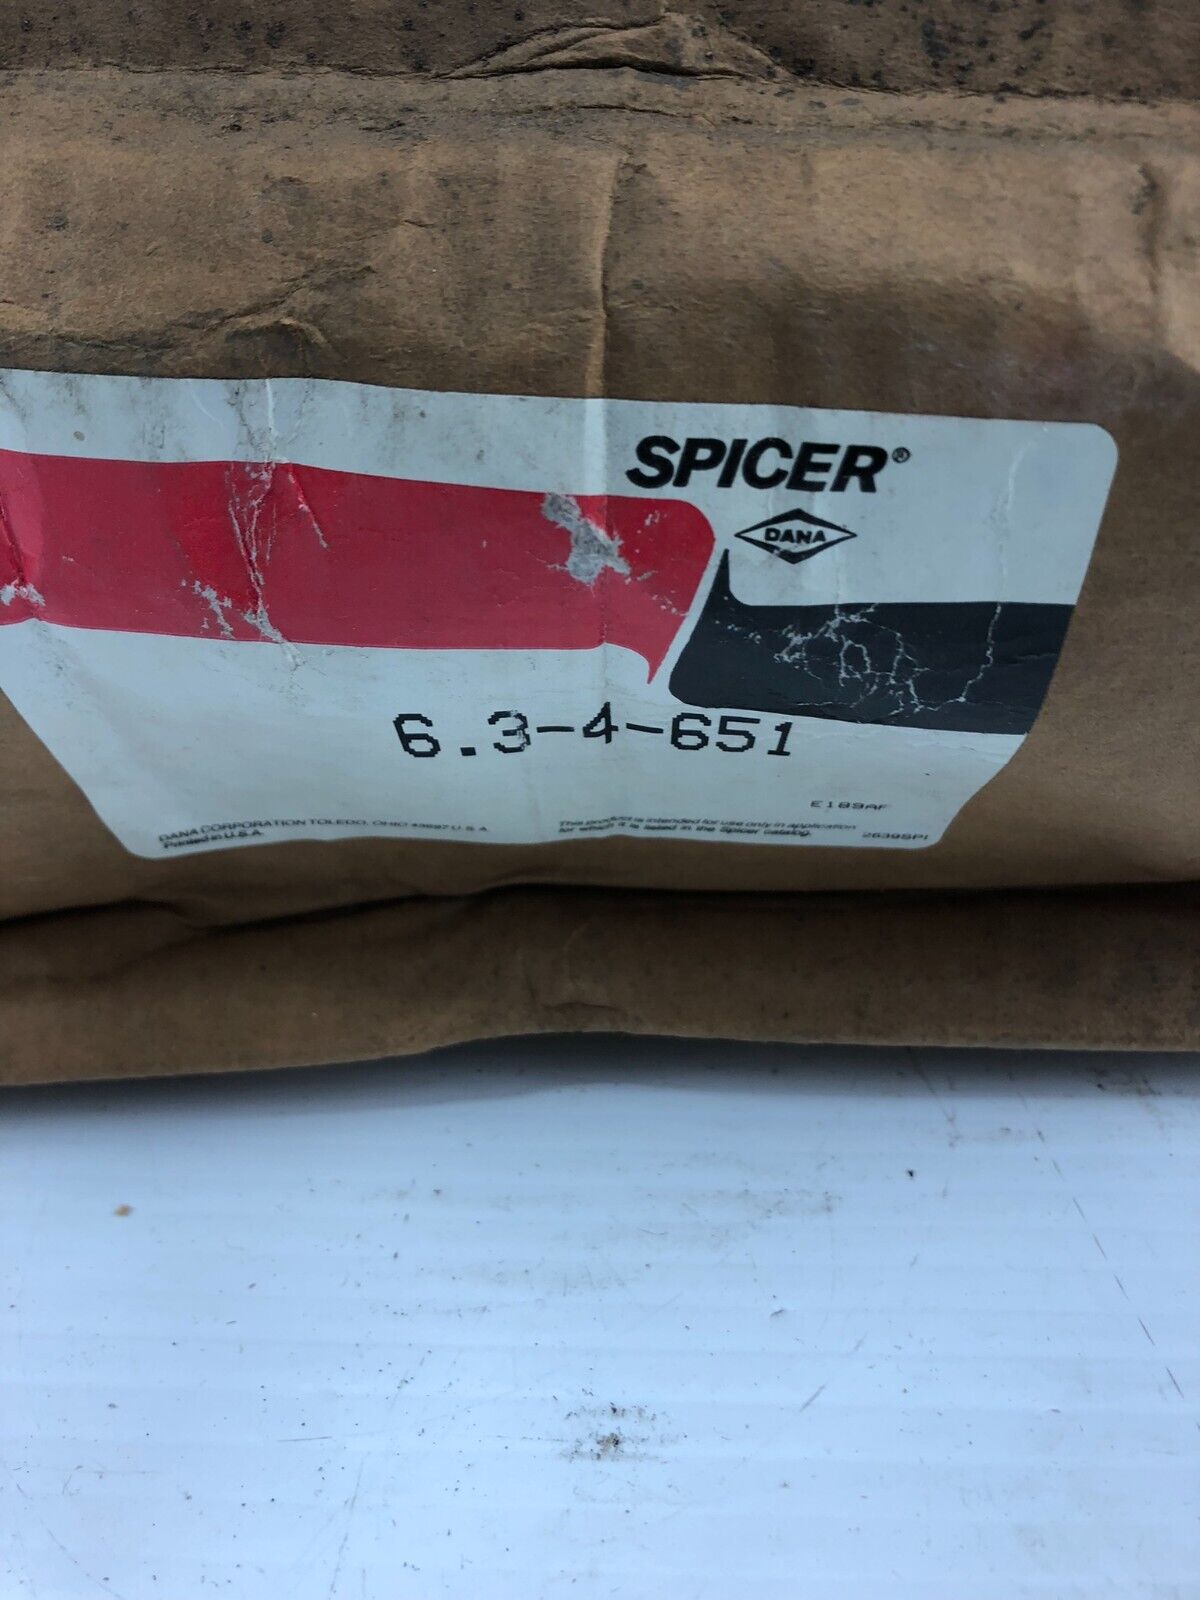 SPICER®
DANA
6.3-4-651
E189AF
DANA CORPORATION TOLEDO, OHIO 43697 U.S.A.
Printed in U.S.A.
This product is intended for use only in application
for which it is listed in the Spicer catalog.
2639SPI